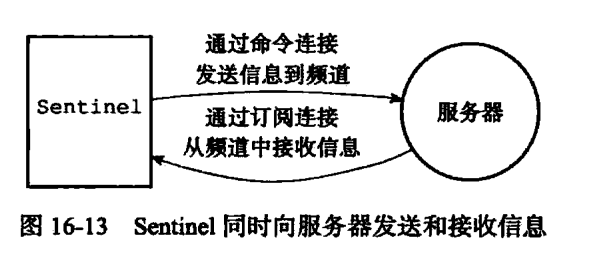 通过命令连接
发送信息到频道
Sentinel
服务器
通过订阅连接
从频道中接收信息
图 16-13 Sentinel 同时向服务器发送和接收信息